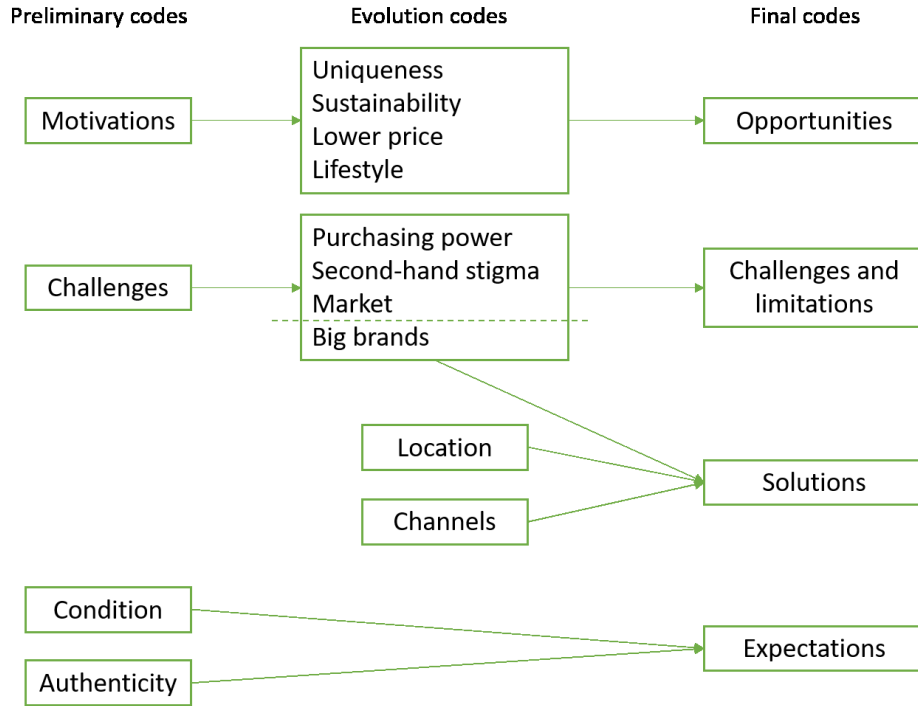 Preliminary codes
Evolution codes
Final codes
Motivations
Uniqueness
Sustainability
Lower price
Lifestyle
Opportunities
Challenges
Purchasing power
Second-hand stigma
Market
Big brands
Challenges and
limitations
Location
Channels
Solutions
Condition
Authenticity
Expectations